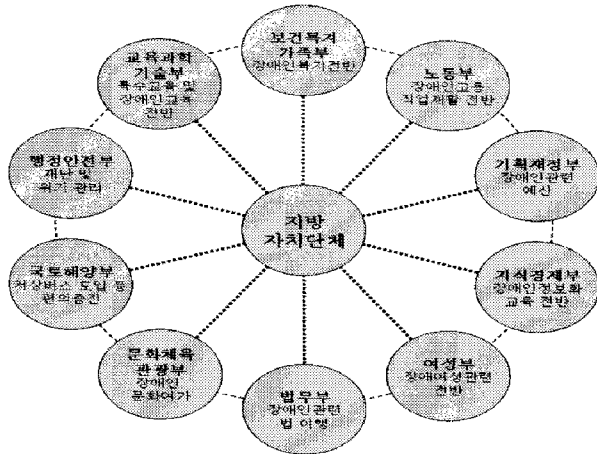 보건복지
가족부
장애인복지전반
노동부
장애인고용
직업재활 전반
기획재정부
장애인관련
예산
지식경제부
장애인정보화
교육 전반
여성부
장애여성관련
전반
법무부
장애인관련
법 이행
문화체육
관광부
장애인
문화여가
국토해양부
저상버스 도입 등
편의증진
행정안전부
재난 및
위기 관리
교육과학
기술부
특수교육 및
장애인교육
전반
지방
자치단체